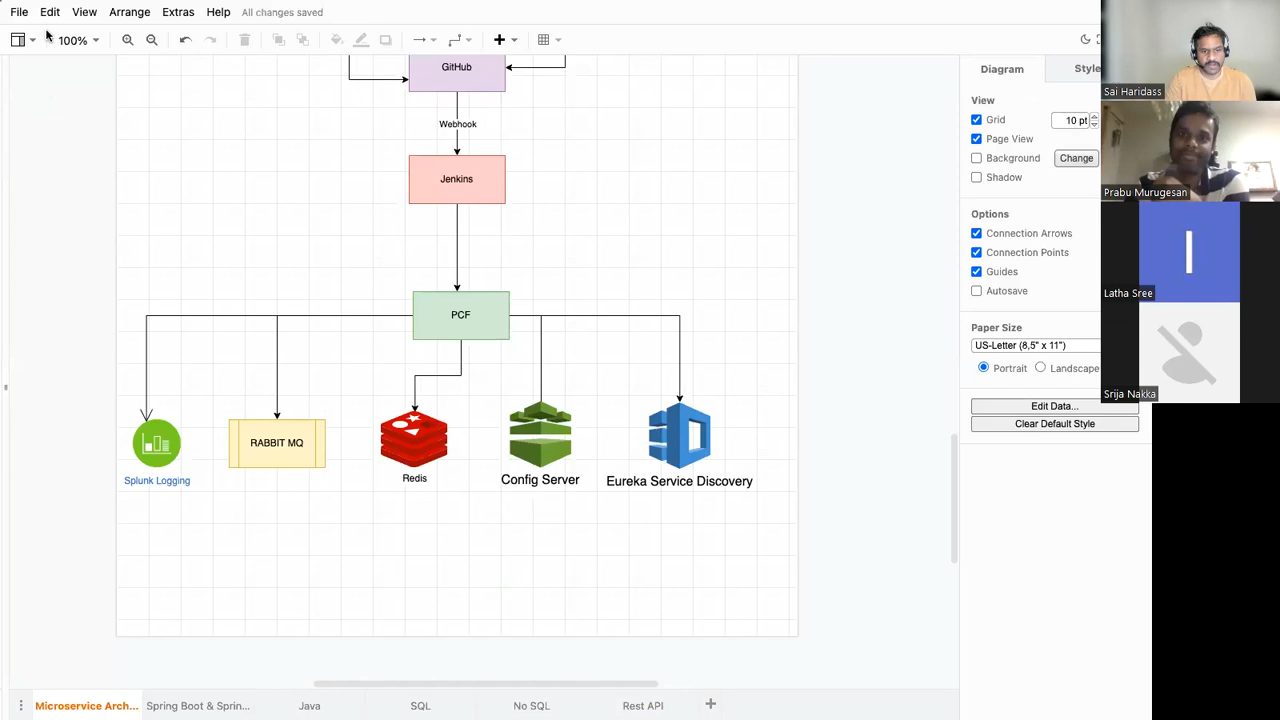 File Edit View Arrange Extras Help All changes saved
100%
GitHub
Webhook
Jenkins
PCF
Splunk Logging
RABBIT MQ
Redis
Config Server
Eureka Service Discovery
Diagram Style
View
Grid 10 pt
Page View
Background Change
Shadow
Options
Connection Arrows
Connection Points
Guides
Autosave
Paper Size
US-Letter (8,5" x 11")
Portrait Landscape
Edit Data...
Clear Default Style
Sai Haridass
Prabu Murugesan
I
Latha Sree
Srija Nakka
Microservice Arch... Spring Boot & Sprin... Java SQL No SQL Rest API